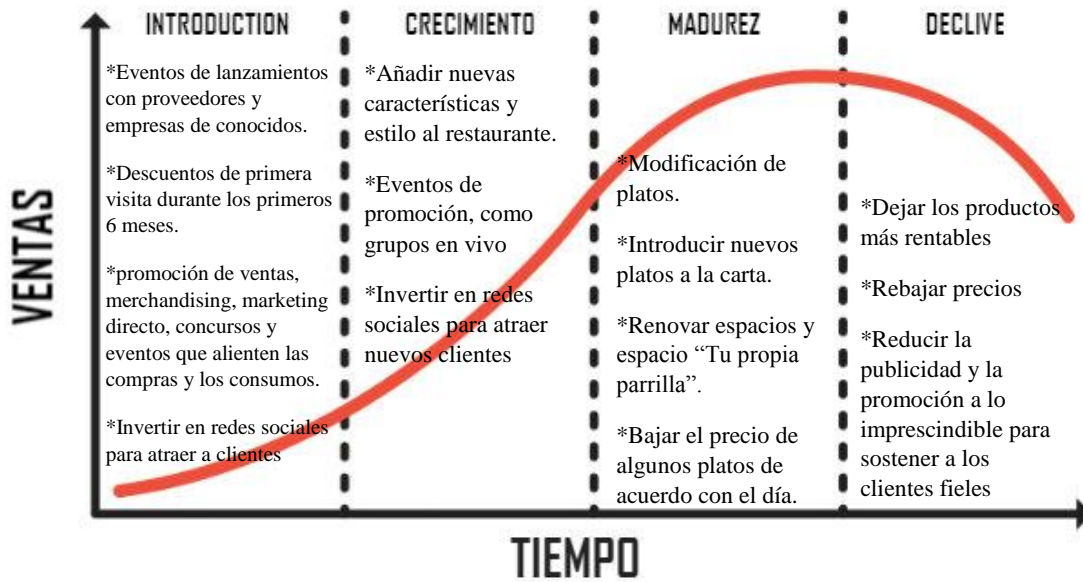 INTRODUCTION
*Eventos de lanzamientos
con proveedores y
empresas de conocidos.
*Descuentos de primera
visita durante los primeros
6 meses.
*promoción de ventas,
merchandising, marketing
directo, concursos y
eventos que alienten las
compras y los consumos.
*Invertir en redes sociales
para atraer a clientes
CRECIMIENTO
*Añadir nuevas
características y
estilo al restaurante.
*Eventos de
promoción, como
grupos en vivo
*Invertir en redes
sociales para atraer
nuevos clientes
MADUREZ
*Modificación de
platos.
*Introducir nuevos
platos a la carta.
*Renovar espacios y
espacio “Tu propia
parrilla”.
*Bajar el precio de
algunos platos de
acuerdo con el día.
DECLIVE
*Dejar los productos
más rentables
*Rebajar precios
*Reducir la
publicidad y la
promoción a lo
imprescindible para
sostener a los
clientes fieles
VENTAS
TIEMPO